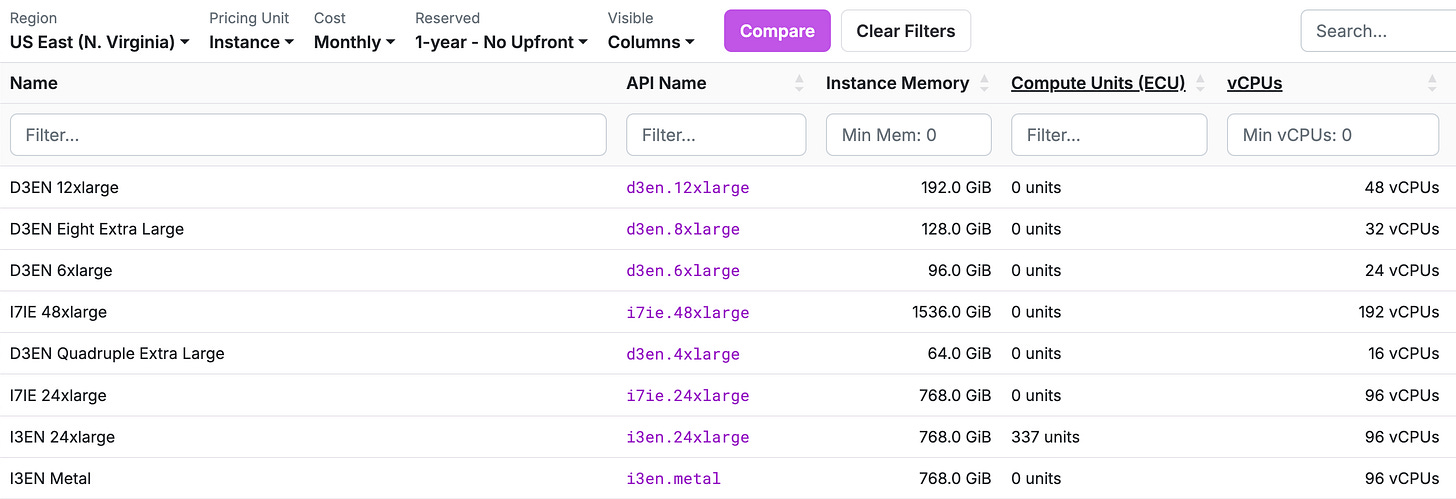 Region Pricing Unit Cost Reserved Visible
US East (N. Virginia) Instance Monthly 1-year - No Upfront Columns Compare Clear Filters Search...
Name API Name Instance Memory Compute Units (ECU) vCPUs
Filter... Filter... Min Mem: 0 Filter... Min vCPUs: 0
D3EN 12xlarge d3en.12xlarge 192.0 GiB 0 units 48 vCPUs
D3EN Eight Extra Large d3en.8xlarge 128.0 GiB 0 units 32 vCPUs
D3EN 6xlarge d3en.6xlarge 96.0 GiB 0 units 24 vCPUs
I7IE 48xlarge i7ie.48xlarge 1536.0 GiB 0 units 192 vCPUs
D3EN Quadruple Extra Large d3en.4xlarge 64.0 GiB 0 units 16 vCPUs
I7IE 24xlarge i7ie.24xlarge 768.0 GiB 0 units 96 vCPUs
I3EN 24xlarge i3en.24xlarge 768.0 GiB 337 units 96 vCPUs
I3EN Metal i3en.metal 768.0 GiB 0 units 96 vCPUs